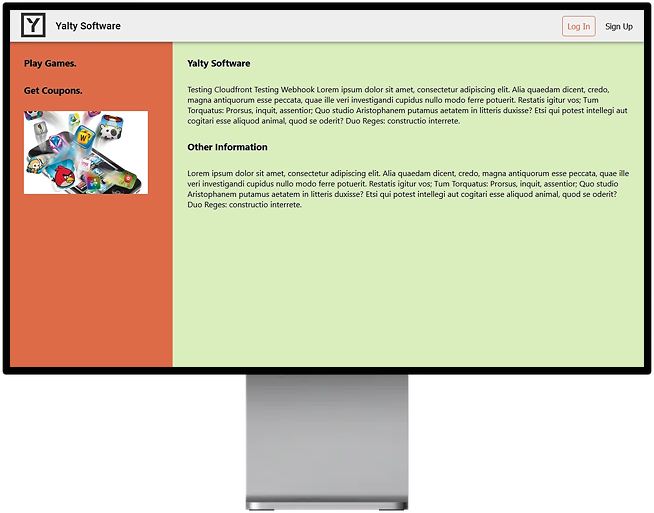 Y
Yalty Software
Log In
Sign Up
Play Games.
Get Coupons.
Yalty Software
Testing Cloudfront Testing Webhook Lorem ipsum dolor sit amet, consectetur adipiscing elit. Alia quaedam dicent, credo,
magna antiquorum esse peccata, quae ille veri investigandi cupidus nullo modo ferre potuerit. Restatis igitur vos; Tum
Torquatus: Prorsus, inquit, assentior; Quo studio Aristophanem putamus aetatem in litteris duxisse? Etsi qui potest intellegi aut
cogitari esse aliquod animal, quod se oderit? Duo Reges: constructio interrete.
Other Information
Lorem ipsum dolor sit amet, consectetur adipiscing elit. Alia quaedam dicent, credo, magna antiquorum esse peccata, quae ille
veri investigandi cupidus nullo modo ferre potuerit. Restatis igitur vos; Tum Torquatus: Prorsus, inquit, assentior; Quo studio
Aristophanem putamus aetatem in litteris duxisse? Etsi qui potest intellegi aut cogitari esse aliquod animal, quod se oderit?
Duo Reges: constructio interrete.